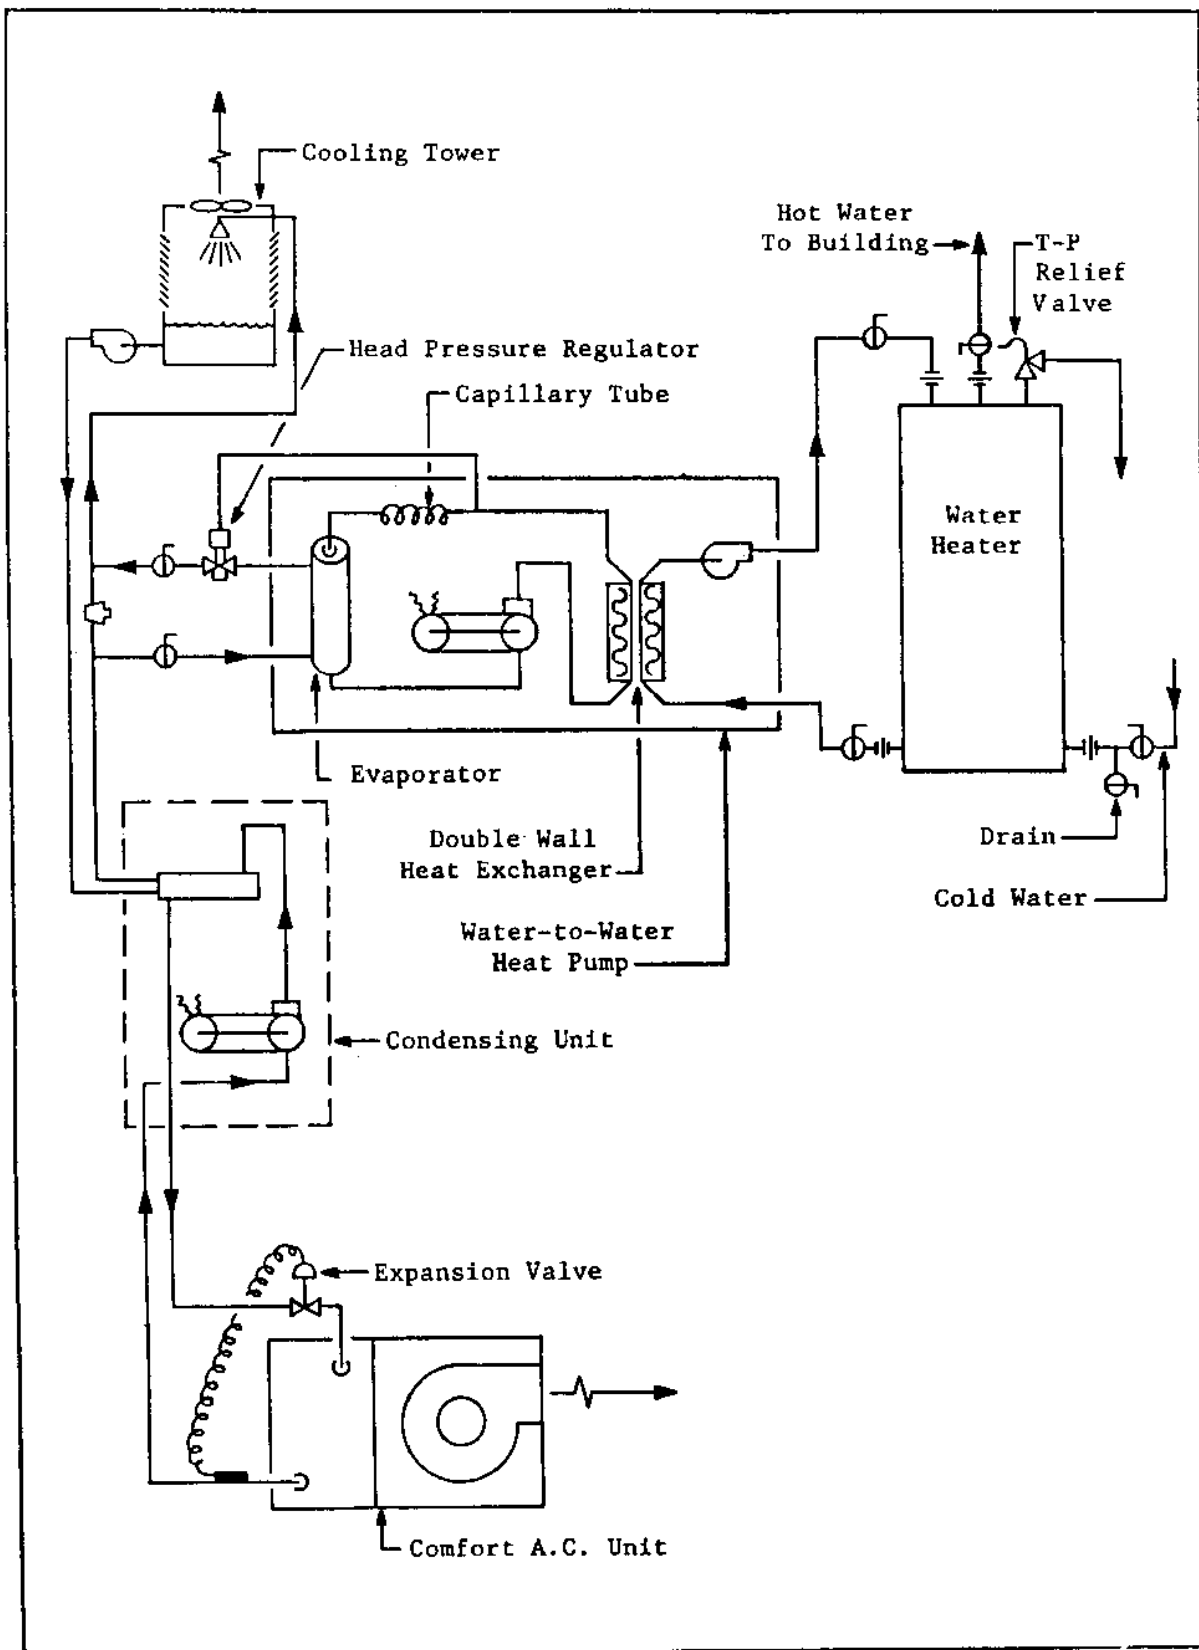 Cooling Tower
Hot Water
To Building
T-P
Relief
Valve
Head Pressure Regulator
Capillary Tube
Water
Heater
Evaporator
Double Wall
Heat Exchanger
Drain
Cold Water
Water-to-Water
Heat Pump
Condensing Unit
Expansion Valve
Comfort A.C. Unit